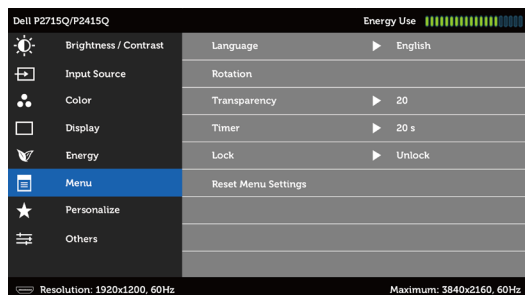 Dell P2715Q/P2415Q Energy Use
Brightness / Contrast Language English
Input Source Rotation
Color Transparency 20
Display Timer 20 s
Energy Lock Unlock
Menu Reset Menu Settings
Personalize
Others
Resolution: 1920x1200, 60Hz Maximum: 3840x2160, 60Hz